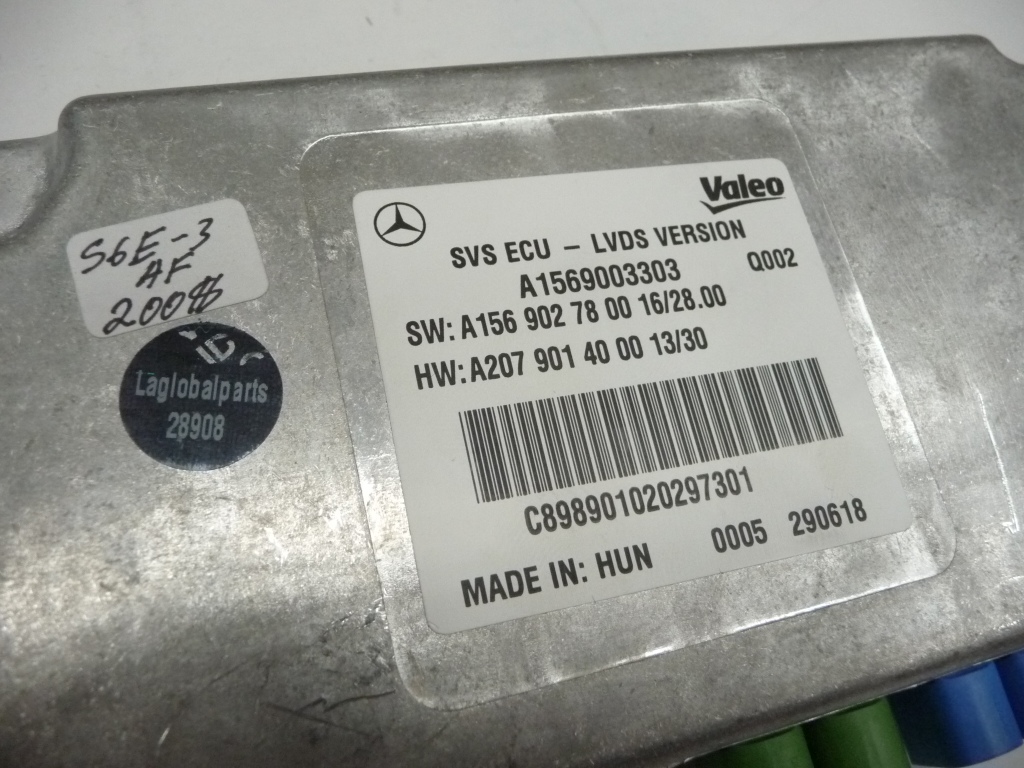 Valeo
SVS ECU – LVDS VERSION
A1569003303 Q002
SW: A156 902 78 00 16/28.00
HW: A207 901 40 00 13/30
C898901020297301
0005 290618
MADE IN: HUN
S6E-3
AF
Laglobalparts
28908